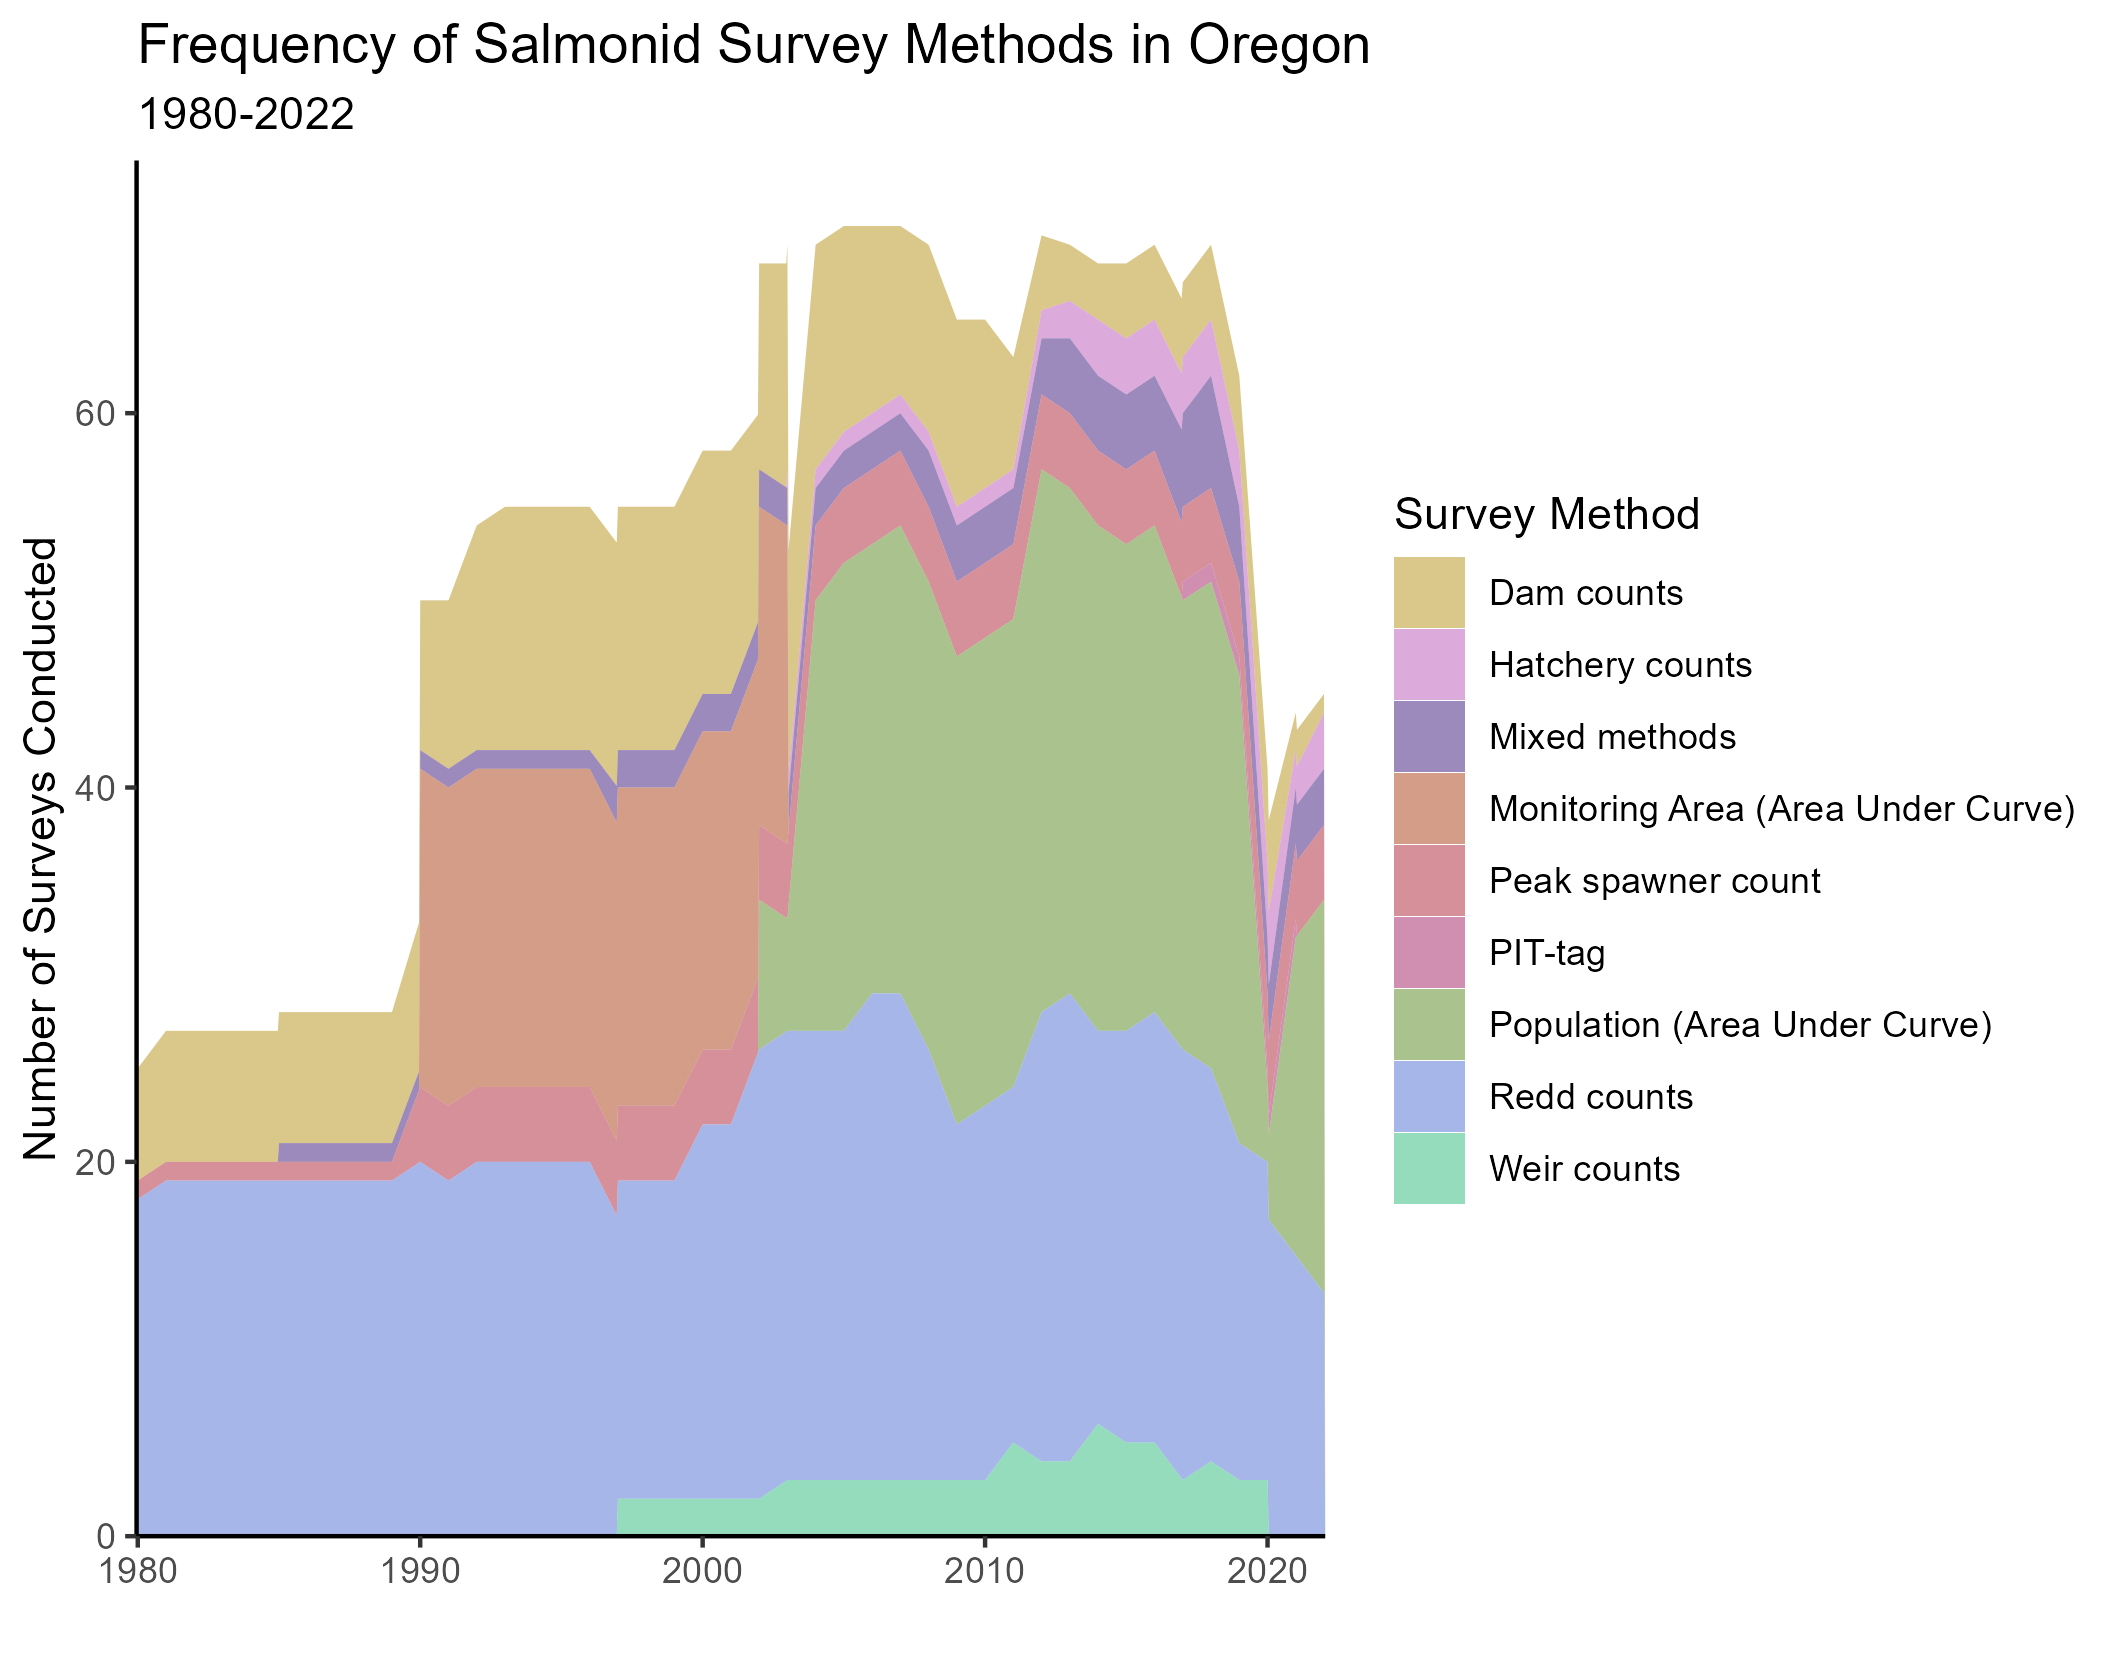 Frequency of Salmonid Survey Methods in Oregon
1980-2022
Number of Surveys Conducted
60
40
20
0
1980
1990
2000
2010
2020
Survey Method
Dam counts
Hatchery counts
Mixed methods
Monitoring Area (Area Under Curve)
Peak spawner count
PIT-tag
Population (Area Under Curve)
Redd counts
Weir counts